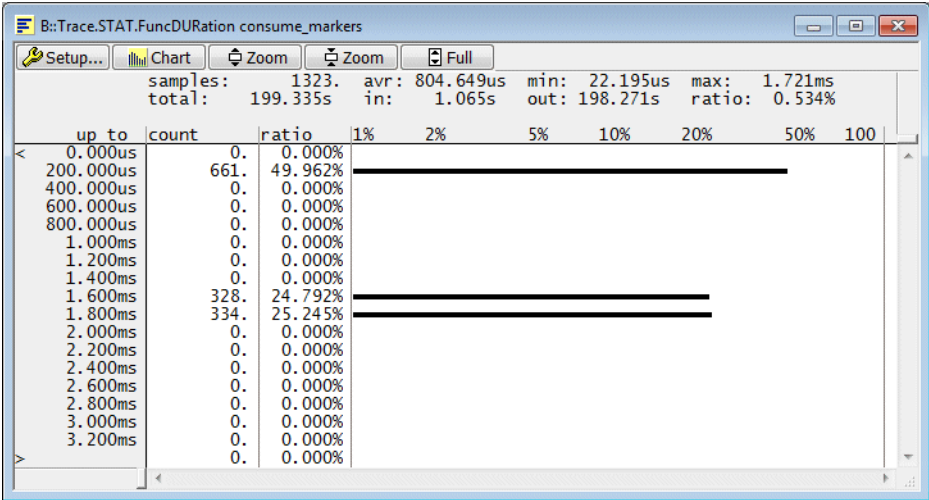 B::Trace.STAT.FuncDURation consume_markers
Setup... Chart Zoom Zoom Full
samples: 1323. avr: 804.649us min: 22.195us max: 1.721ms
total: 199.335s in: 1.065s out: 198.271s ratio: 0.534%
up to count ratio 1% 2% 5% 10% 20% 50% 100
< 0.000us 0. 0.000%
200.000us 661. 49.962%
400.000us 0. 0.000%
600.000us 0. 0.000%
800.000us 0. 0.000%
1.000ms 0. 0.000%
1.200ms 0. 0.000%
1.400ms 0. 0.000%
1.600ms 328. 24.792%
1.800ms 334. 25.245%
2.000ms 0. 0.000%
2.200ms 0. 0.000%
2.400ms 0. 0.000%
2.600ms 0. 0.000%
2.800ms 0. 0.000%
3.000ms 0. 0.000%
3.200ms 0. 0.000%
> 0. 0.000%